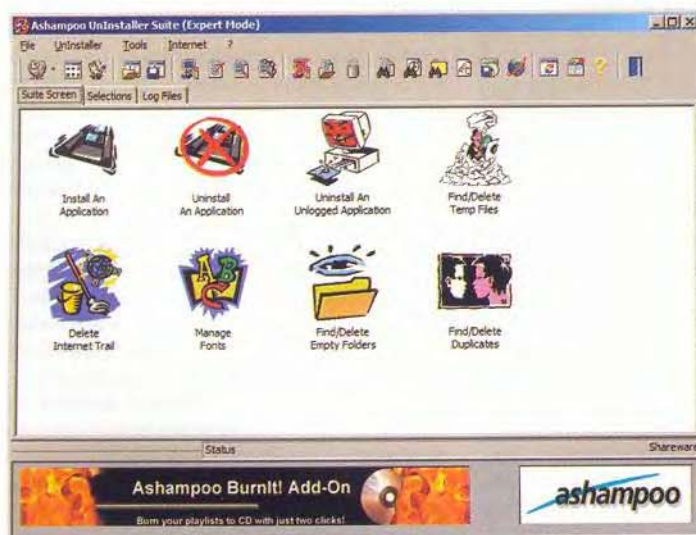 Ashampoo UnInstaller Suite (Expert Mode)
File UnInstaller Tools Internet ?
Suite Screen Selections Log Files
Install An
Application
Uninstall
An Application
Uninstall An
Unlogged Application
Find/Delete
Temp Files
Delete
Internet Trail
Manage
Fonts
Find/Delete
Empty Folders
Find/Delete
Duplicates
A B C
Status
Shareware
Ashampoo BurnIt! Add-On
Burn your playlists to CD with just two clicks!
ashampoo